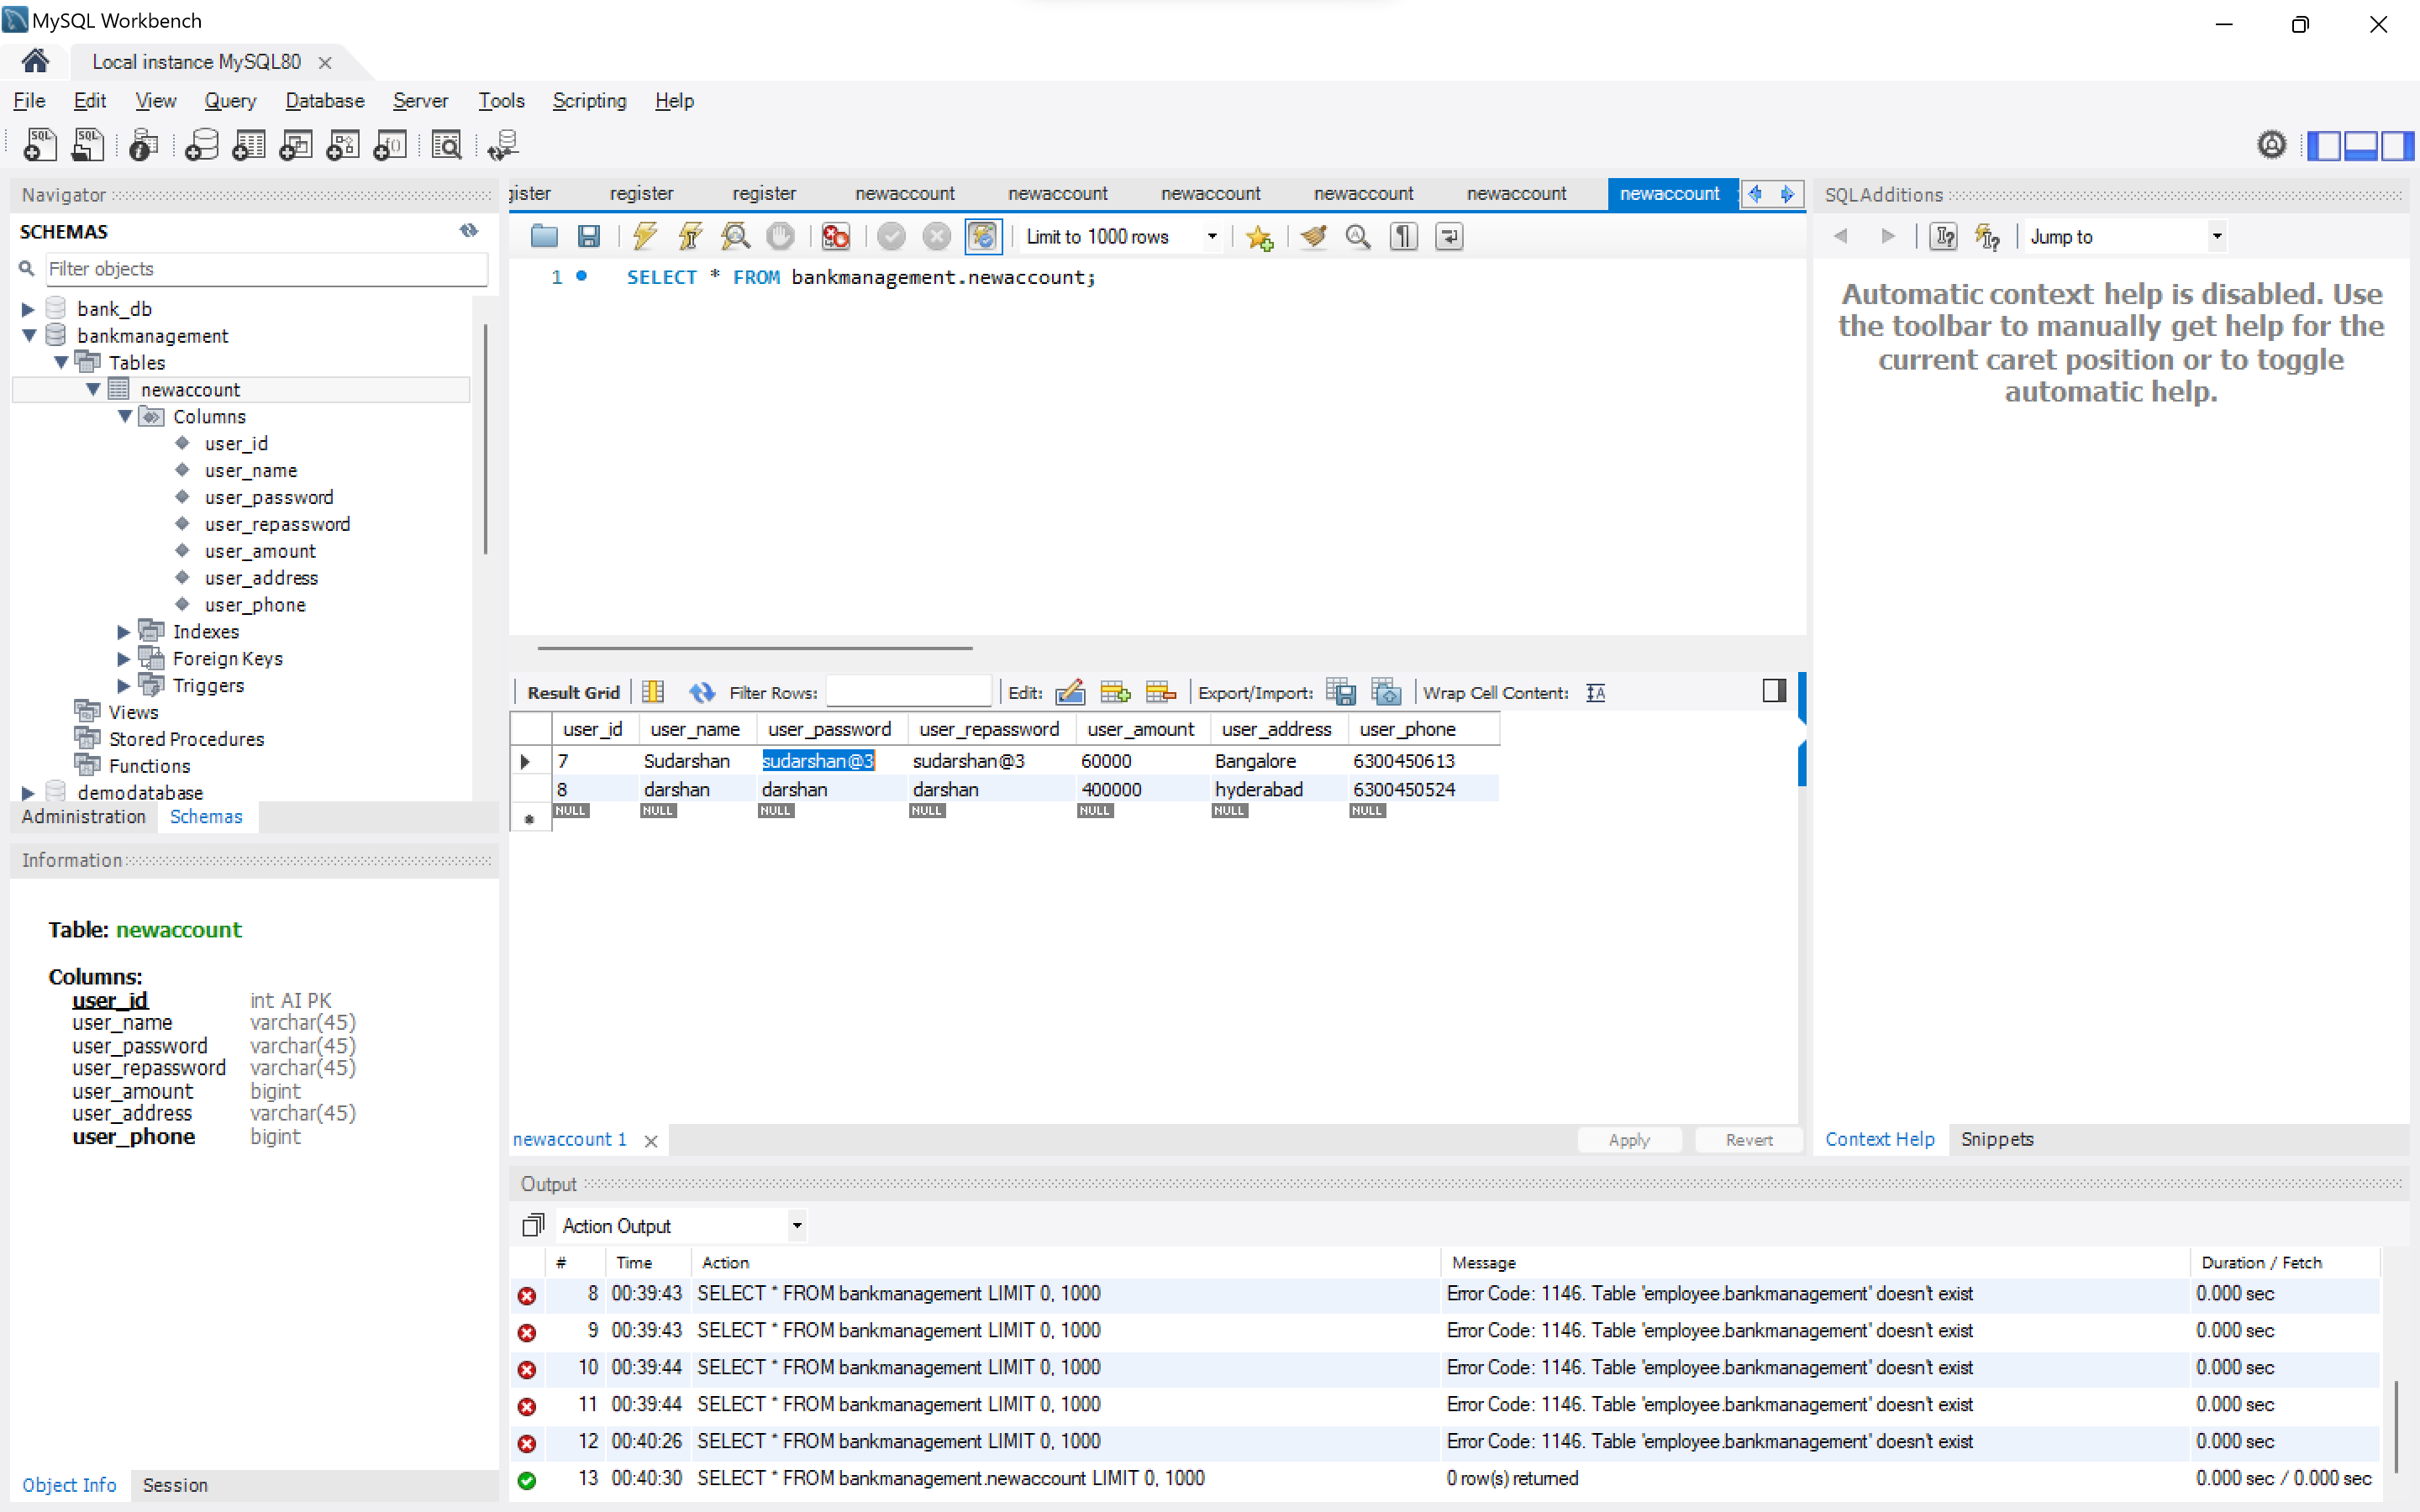 MySQL Workbench
Local instance MySQL80
File Edit View Query Database Server Tools Scripting Help
Navigator
SCHEMAS
Filter objects
bank_db
bankmanagement
Tables
newaccount
Columns
user_id
user_name
user_password
user_repassword
user_amount
user_address
user_phone
Indexes
Foreign Keys
Triggers
Views
Stored Procedures
Functions
demodatabase
Administration Schemas
Information
Table: newaccount
Columns:
user_id int AI PK
user_name varchar(45)
user_password varchar(45)
user_repassword varchar(45)
user_amount bigint
user_address varchar(45)
user_phone bigint
Object Info Session
gister register register newaccount newaccount newaccount newaccount newaccount newaccount
Limit to 1000 rows
1 SELECT * FROM bankmanagement.newaccount;
Result Grid Filter Rows: Edit: Export/Import: Wrap Cell Content:
user_id user_name user_password user_repassword user_amount user_address user_phone
7 Sudarshan sudarshan@3 sudarshan@3 60000 Bangalore 6300450613
8 darshan darshan darshan 400000 hyderabad 6300450524
NULL NULL NULL NULL NULL NULL NULL
newaccount 1 Apply Revert
SQLAdditions
Jump to
Automatic context help is disabled. Use
the toolbar to manually get help for the
current caret position or to toggle
automatic help.
Context Help Snippets
Output
Action Output
# Time Action Message Duration / Fetch
8 00:39:43 SELECT * FROM bankmanagement LIMIT 0, 1000 Error Code: 1146. Table 'employee.bankmanagement' doesn't exist 0.000 sec
9 00:39:43 SELECT * FROM bankmanagement LIMIT 0, 1000 Error Code: 1146. Table 'employee.bankmanagement' doesn't exist 0.000 sec
10 00:39:44 SELECT * FROM bankmanagement LIMIT 0, 1000 Error Code: 1146. Table 'employee.bankmanagement' doesn't exist 0.000 sec
11 00:39:44 SELECT * FROM bankmanagement LIMIT 0, 1000 Error Code: 1146. Table 'employee.bankmanagement' doesn't exist 0.000 sec
12 00:40:26 SELECT * FROM bankmanagement LIMIT 0, 1000 Error Code: 1146. Table 'employee.bankmanagement' doesn't exist 0.000 sec
13 00:40:30 SELECT * FROM bankmanagement.newaccount LIMIT 0, 1000 0 row(s) returned 0.000 sec / 0.000 sec